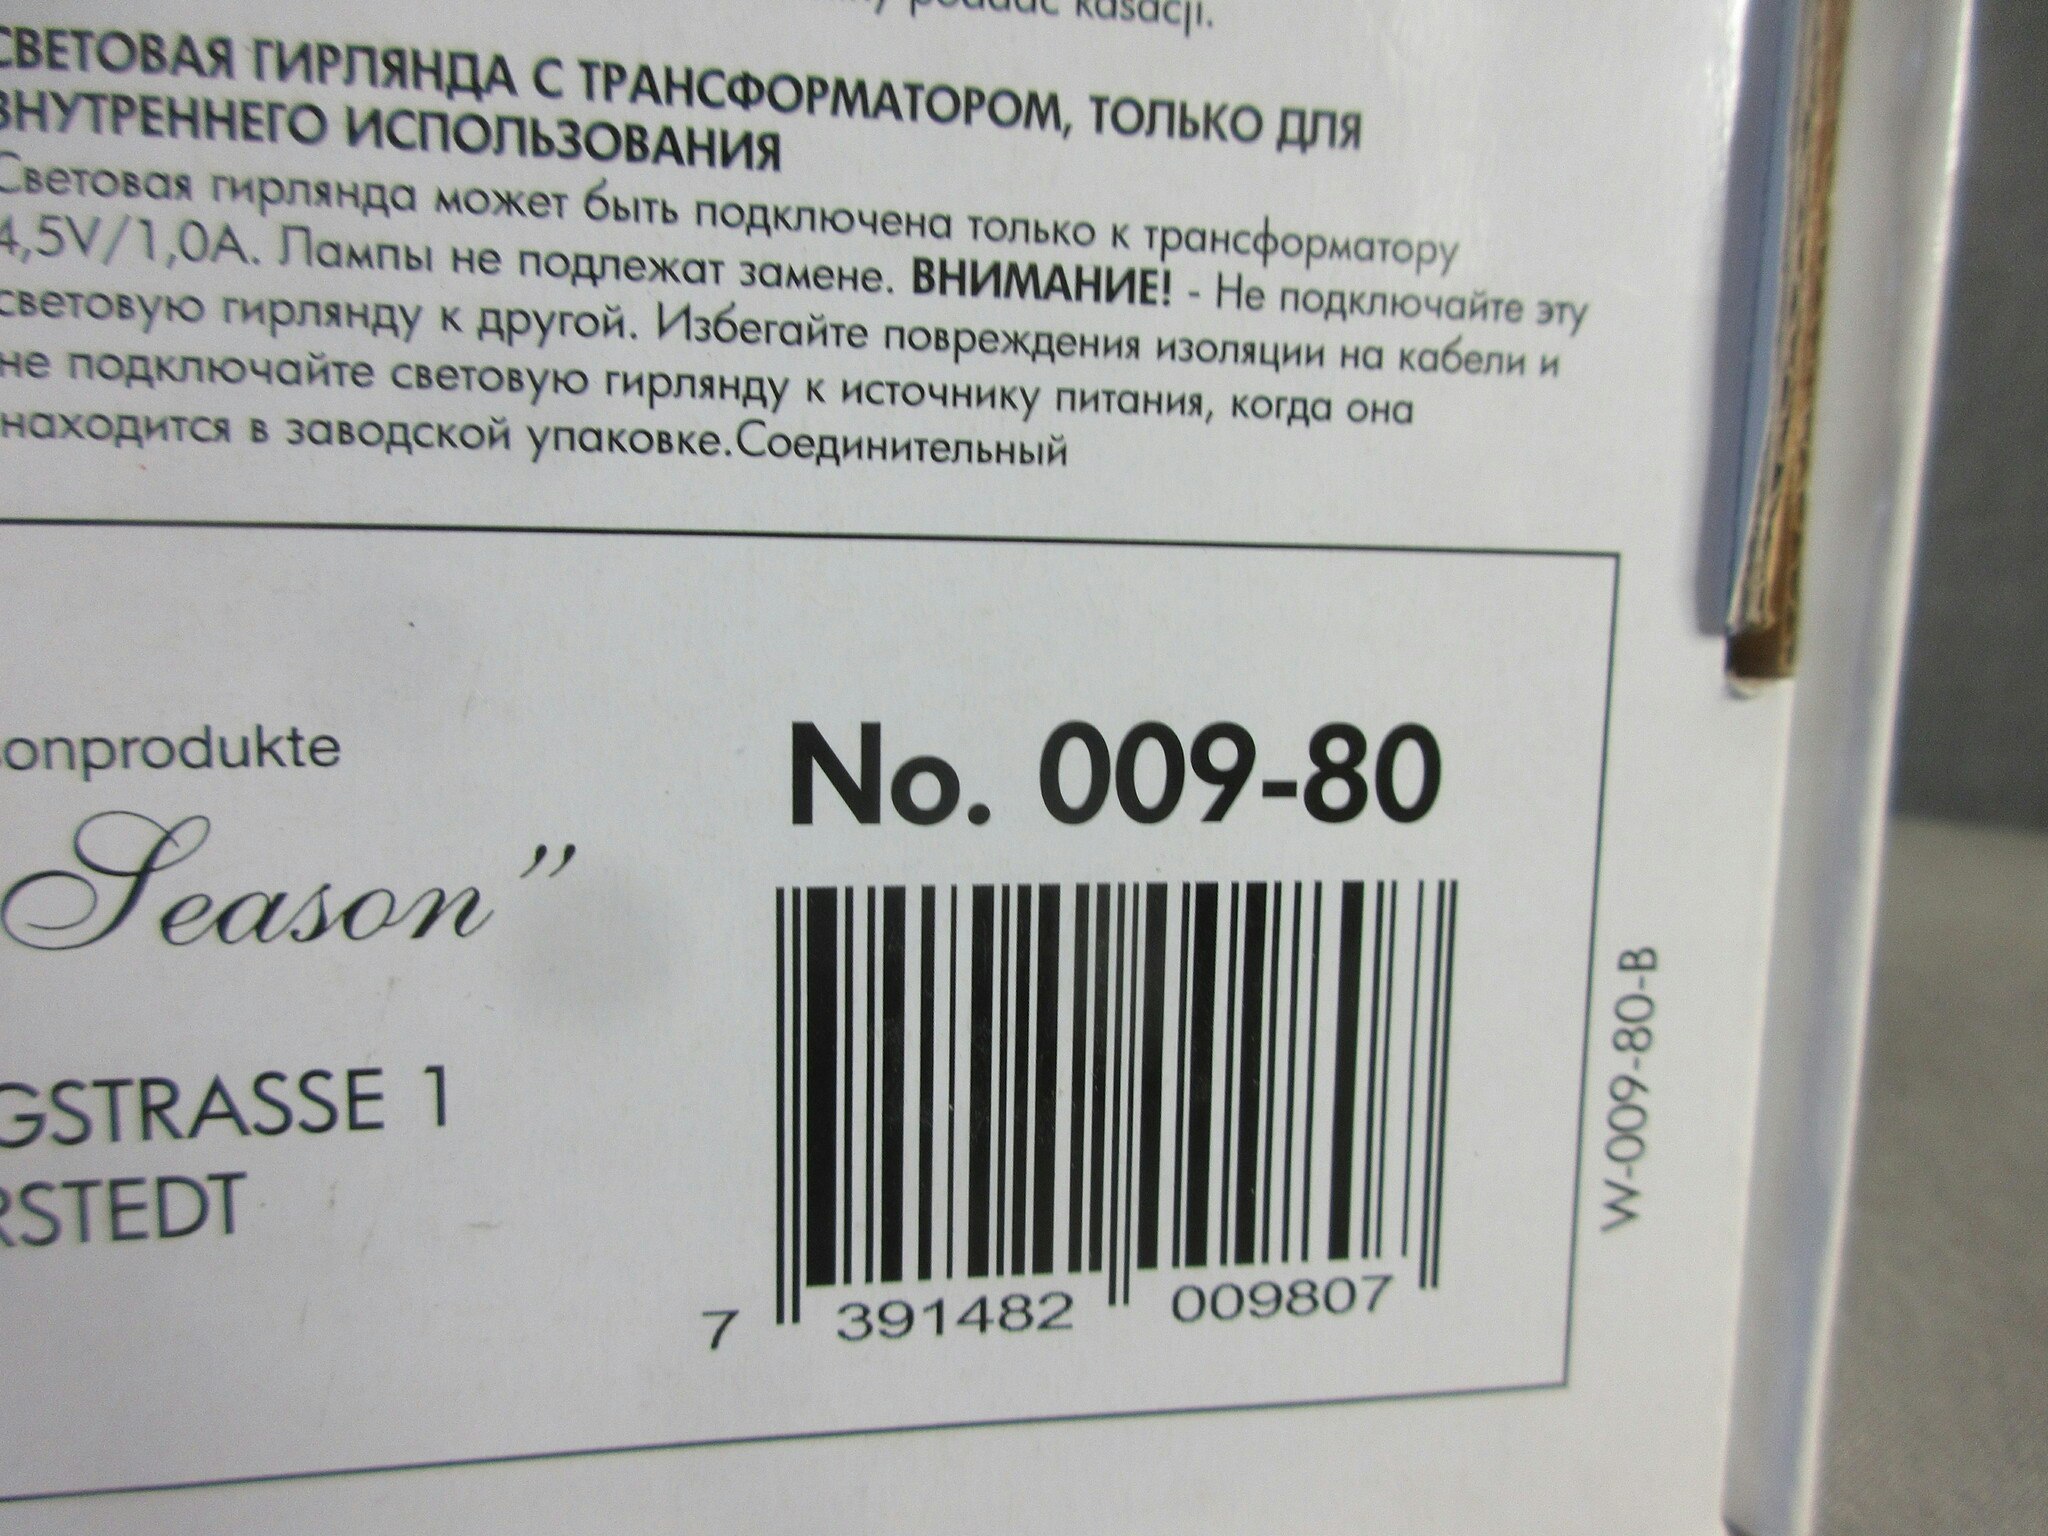 podać kasacji.
СВЕТОВАЯ ГИРЛЯНДА С ТРАНСФОРМАТОРОМ, ТОЛЬКО ДЛЯ
ВНУТРЕННЕГО ИСПОЛЬЗОВАНИЯ
Световая гирлянда может быть подключена только к трансформатору
4,5V/1,0A. Лампы не подлежат замене. ВНИМАНИЕ! - Не подключайте эту
световую гирлянду к другой. Избегайте повреждения изоляции на кабели и
не подключайте световую гирлянду к источнику питания, когда она
находится в заводской упаковке.Соединительный
onprodukte
Season”
GSTRASSE 1
RSTEDT
No. 009-80
7 391482 009807
W-009-80-B